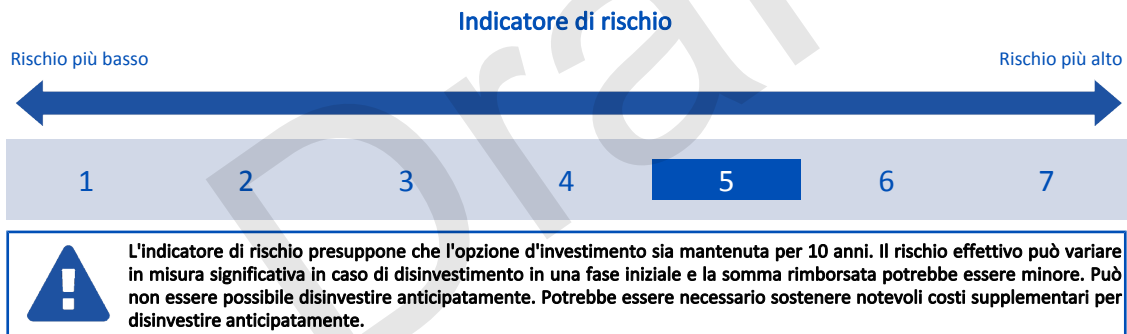 Indicatore di rischio
Rischio più basso
Rischio più alto
1 2 3 4 5 6 7
L'indicatore di rischio presuppone che l'opzione d'investimento sia mantenuta per 10 anni. Il rischio effettivo può variare
in misura significativa in caso di disinvestimento in una fase iniziale e la somma rimborsata potrebbe essere minore. Può
non essere possibile disinvestire anticipatamente. Potrebbe essere necessario sostenere notevoli costi supplementari per
disinvestire anticipatamente.